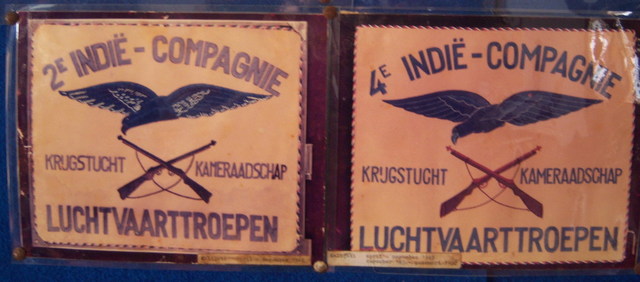 2E INDIË - COMPAGNIE
KRIJGSTUCHT KAMERAADSCHAP
LUCHTVAARTTROEPEN
4E INDIË - COMPAGNIE
KRIJGSTUCHT KAMERAADSCHAP
LUCHTVAARTTROEPEN